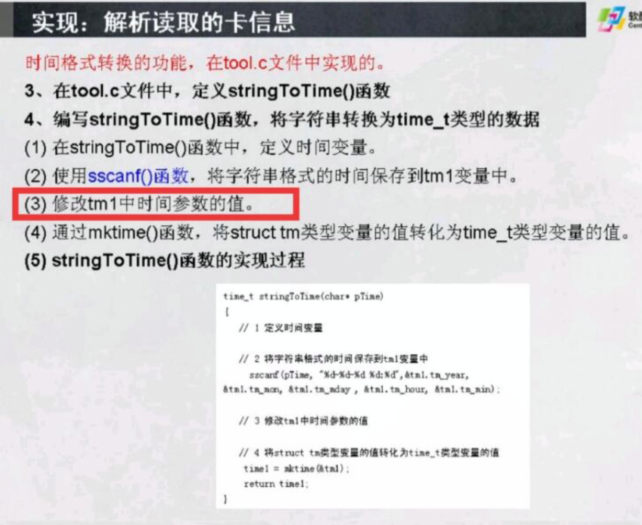 实现：解析读取的卡信息
软
Cen
时间格式转换的功能，在tool.c文件中实现的。
3、在tool.c文件中，定义stringToTime()函数
4、编写stringToTime()函数，将字符串转换为time_t类型的数据
(1) 在stringToTime()函数中，定义时间变量。
(2) 使用sscanf()函数，将字符串格式的时间保存到tm1变量中。
(3) 修改tm1中时间参数的值。
(4) 通过mktime()函数，将struct tm类型变量的值转化为time_t类型变量的值。
(5) stringToTime()函数的实现过程
time_t stringToTime(char* pTime)
{
// 1 定义时间变量
// 2 将字符串格式的时间保存到tm1变量中
sscanf(pTime, "%d-%d-%d %d:%d",&tm1.tm_year,
&tm1.tm_mon, &tm1.tm_mday , &tm1.tm_hour, &tm1.tm_min);
// 3 修改tm1中时间参数的值
// 4 将struct tm类型变量的值转化为time_t类型变量的值
time1 = mktime(&tm1);
return time1;
}